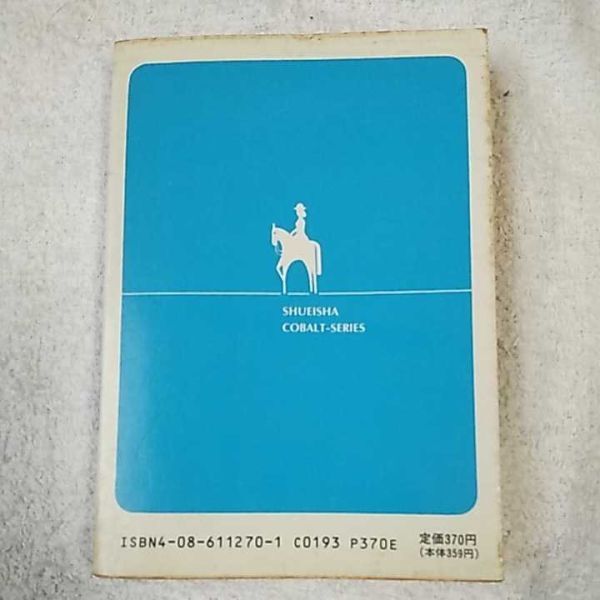 SHUEISHA
COBALT-SERIES
ISBN4-08-611270-1 C0193 P370E 定価370円
(本体359円)